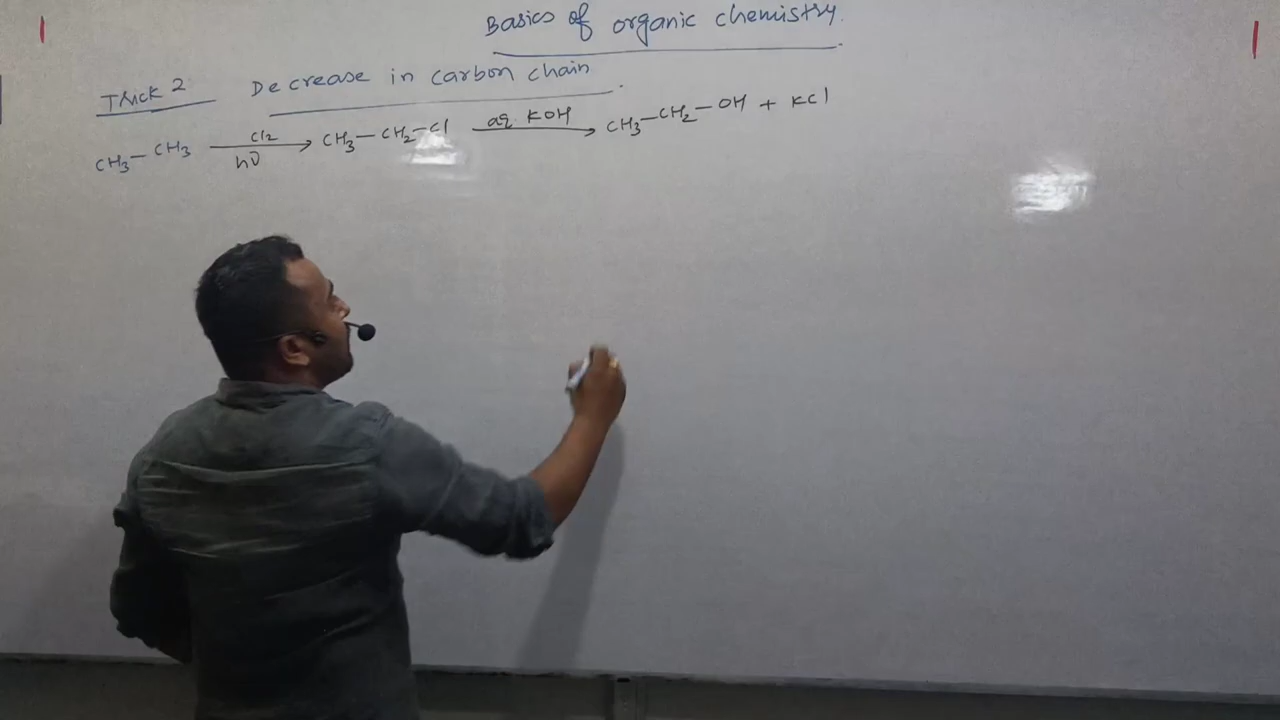 Basics of organic chemistry.
Trick 2 Decrease in carbon chain.
CH₃—CH₃ —Cl₂/hν→ CH₃—CH₂—Cl —aq KOH→ CH₃—CH₂—OH + KCl